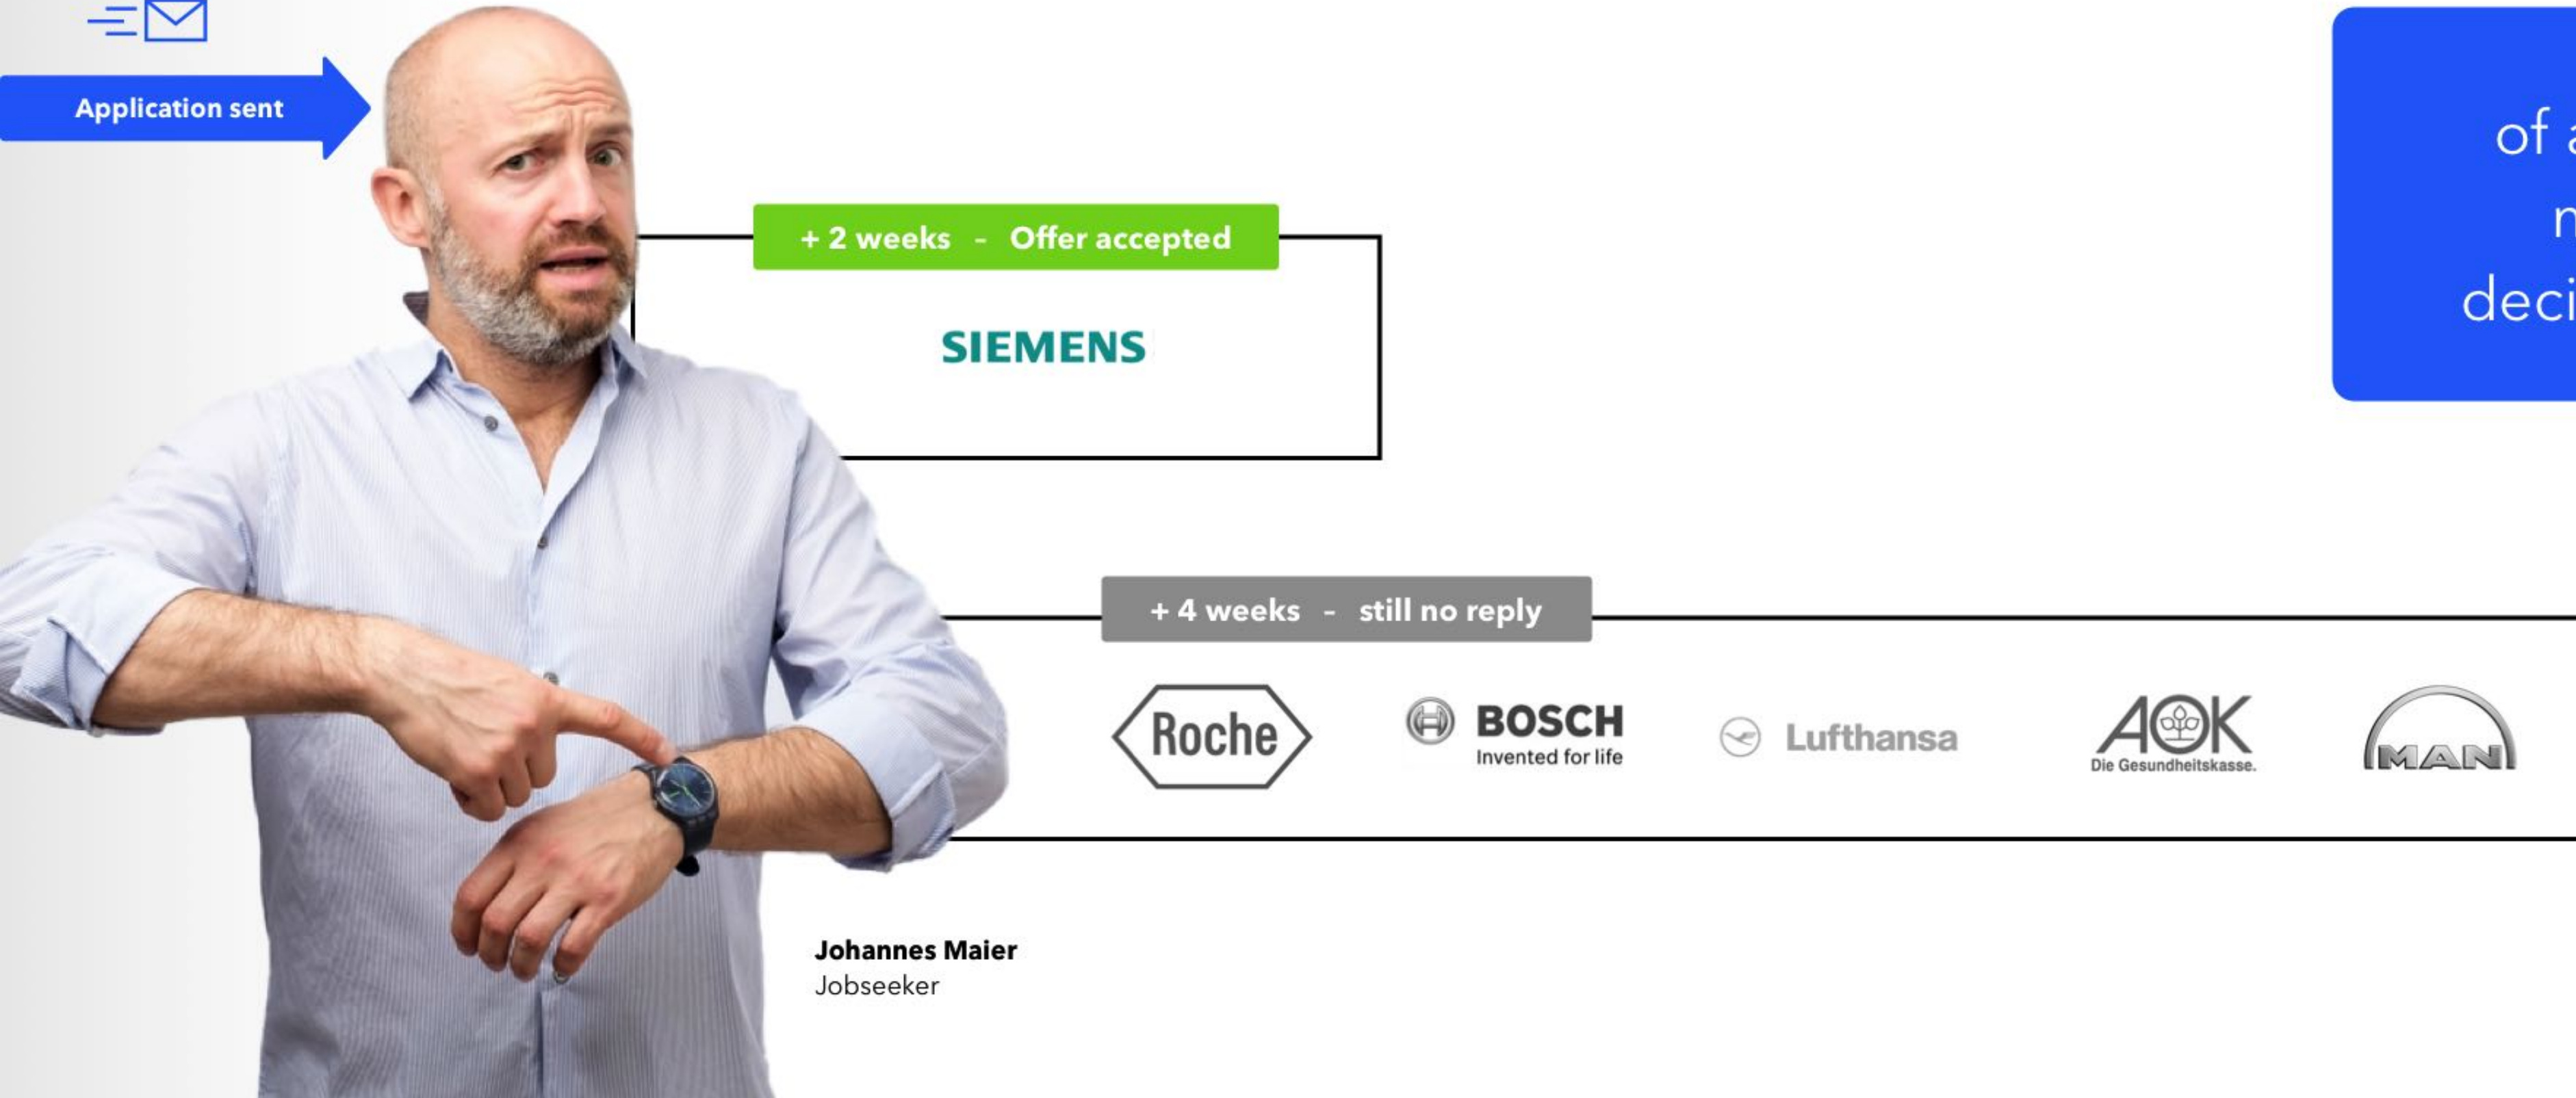 Application sent
of
deci
+ 2 weeks - Offer accepted
SIEMENS
+ 4 weeks - still no reply
Roche
BOSCH
Invented for life
Lufthansa
AOK
Die Gesundheitskasse.
MAN
Johannes Maier
Jobseeker